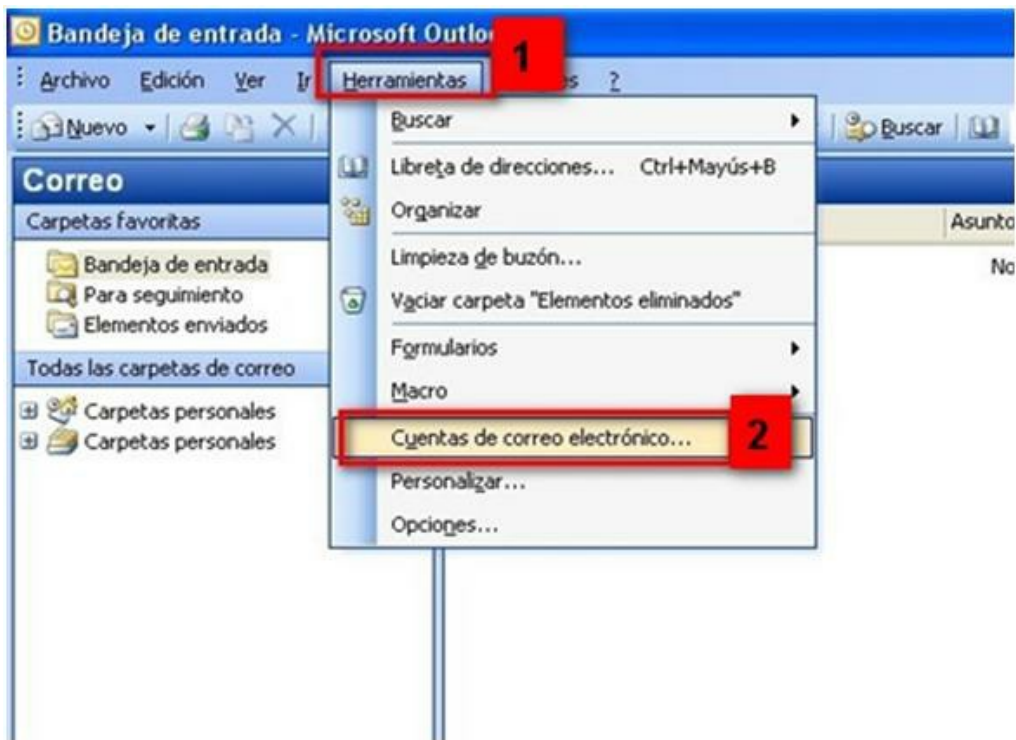 Bandeja de entrada - Microsoft Outlo
1
Archivo Edición Ver Ir Herramientas es ?
Nuevo Buscar
Correo
Carpetas favoritas
Bandeja de entrada
Para seguimiento
Elementos enviados
Todas las carpetas de correo
Carpetas personales
Carpetas personales
Buscar
Libreta de direcciones... Ctrl+Mayús+B
Organizar
Limpieza de buzón...
Vaciar carpeta "Elementos eliminados"
Formularios
Macro
Cuentas de correo electrónico... 2
Personalizar...
Opciones...
Asunto
No